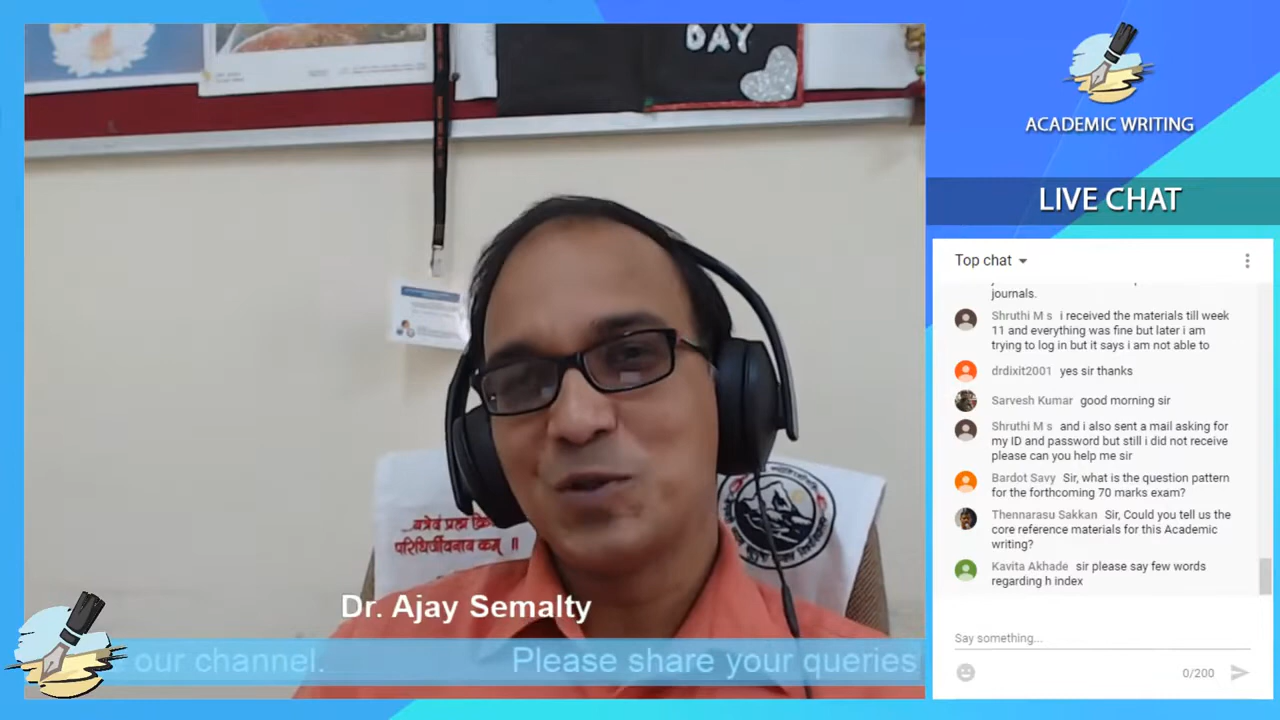 DAY
...यत्रेवं प्रह्म क्रि
परिधिर्जीवनाय कम् ॥
Dr. Ajay Semalty
our channel. Please share your queries
ACADEMIC WRITING
LIVE CHAT
Top chat
journals.
Shruthi M s i received the materials till week
11 and everything was fine but later i am
trying to log in but it says i am not able to
drdixit2001 yes sir thanks
Sarvesh Kumar good morning sir
Shruthi M s and i also sent a mail asking for
my ID and password but still i did not receive
please can you help me sir
Bardot Savy Sir, what is the question pattern
for the forthcoming 70 marks exam?
Thennarasu Sakkan Sir, Could you tell us the
core reference materials for this Academic
writing?
Kavita Akhade sir please say few words
regarding h index
Say something...
0/200